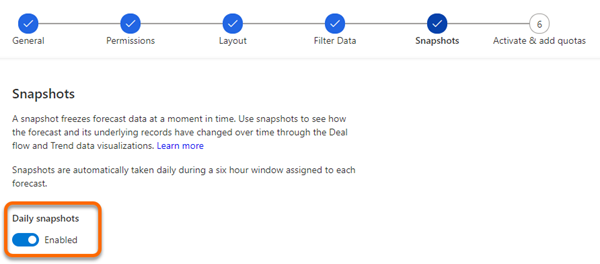 6
General
Permissions
Layout
Filter Data
Snapshots
Activate & add quotas
Snapshots
A snapshot freezes forecast data at a moment in time. Use snapshots to see how
the forecast and its underlying records have changed over time through the Deal
flow and Trend data visualizations. Learn more
Snapshots are automatically taken daily during a six hour window assigned to each
forecast.
Daily snapshots
Enabled